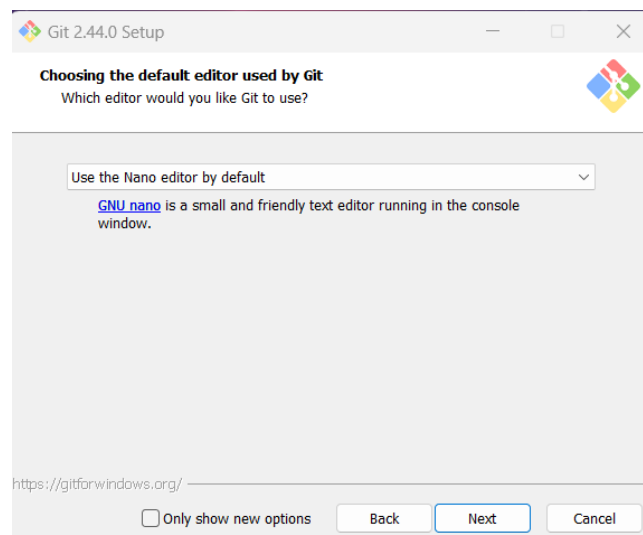 Git 2.44.0 Setup
Choosing the default editor used by Git
Which editor would you like Git to use?
Use the Nano editor by default
GNU nano is a small and friendly text editor running in the console
window.
https://gitforwindows.org/
Only show new options
Back
Next
Cancel